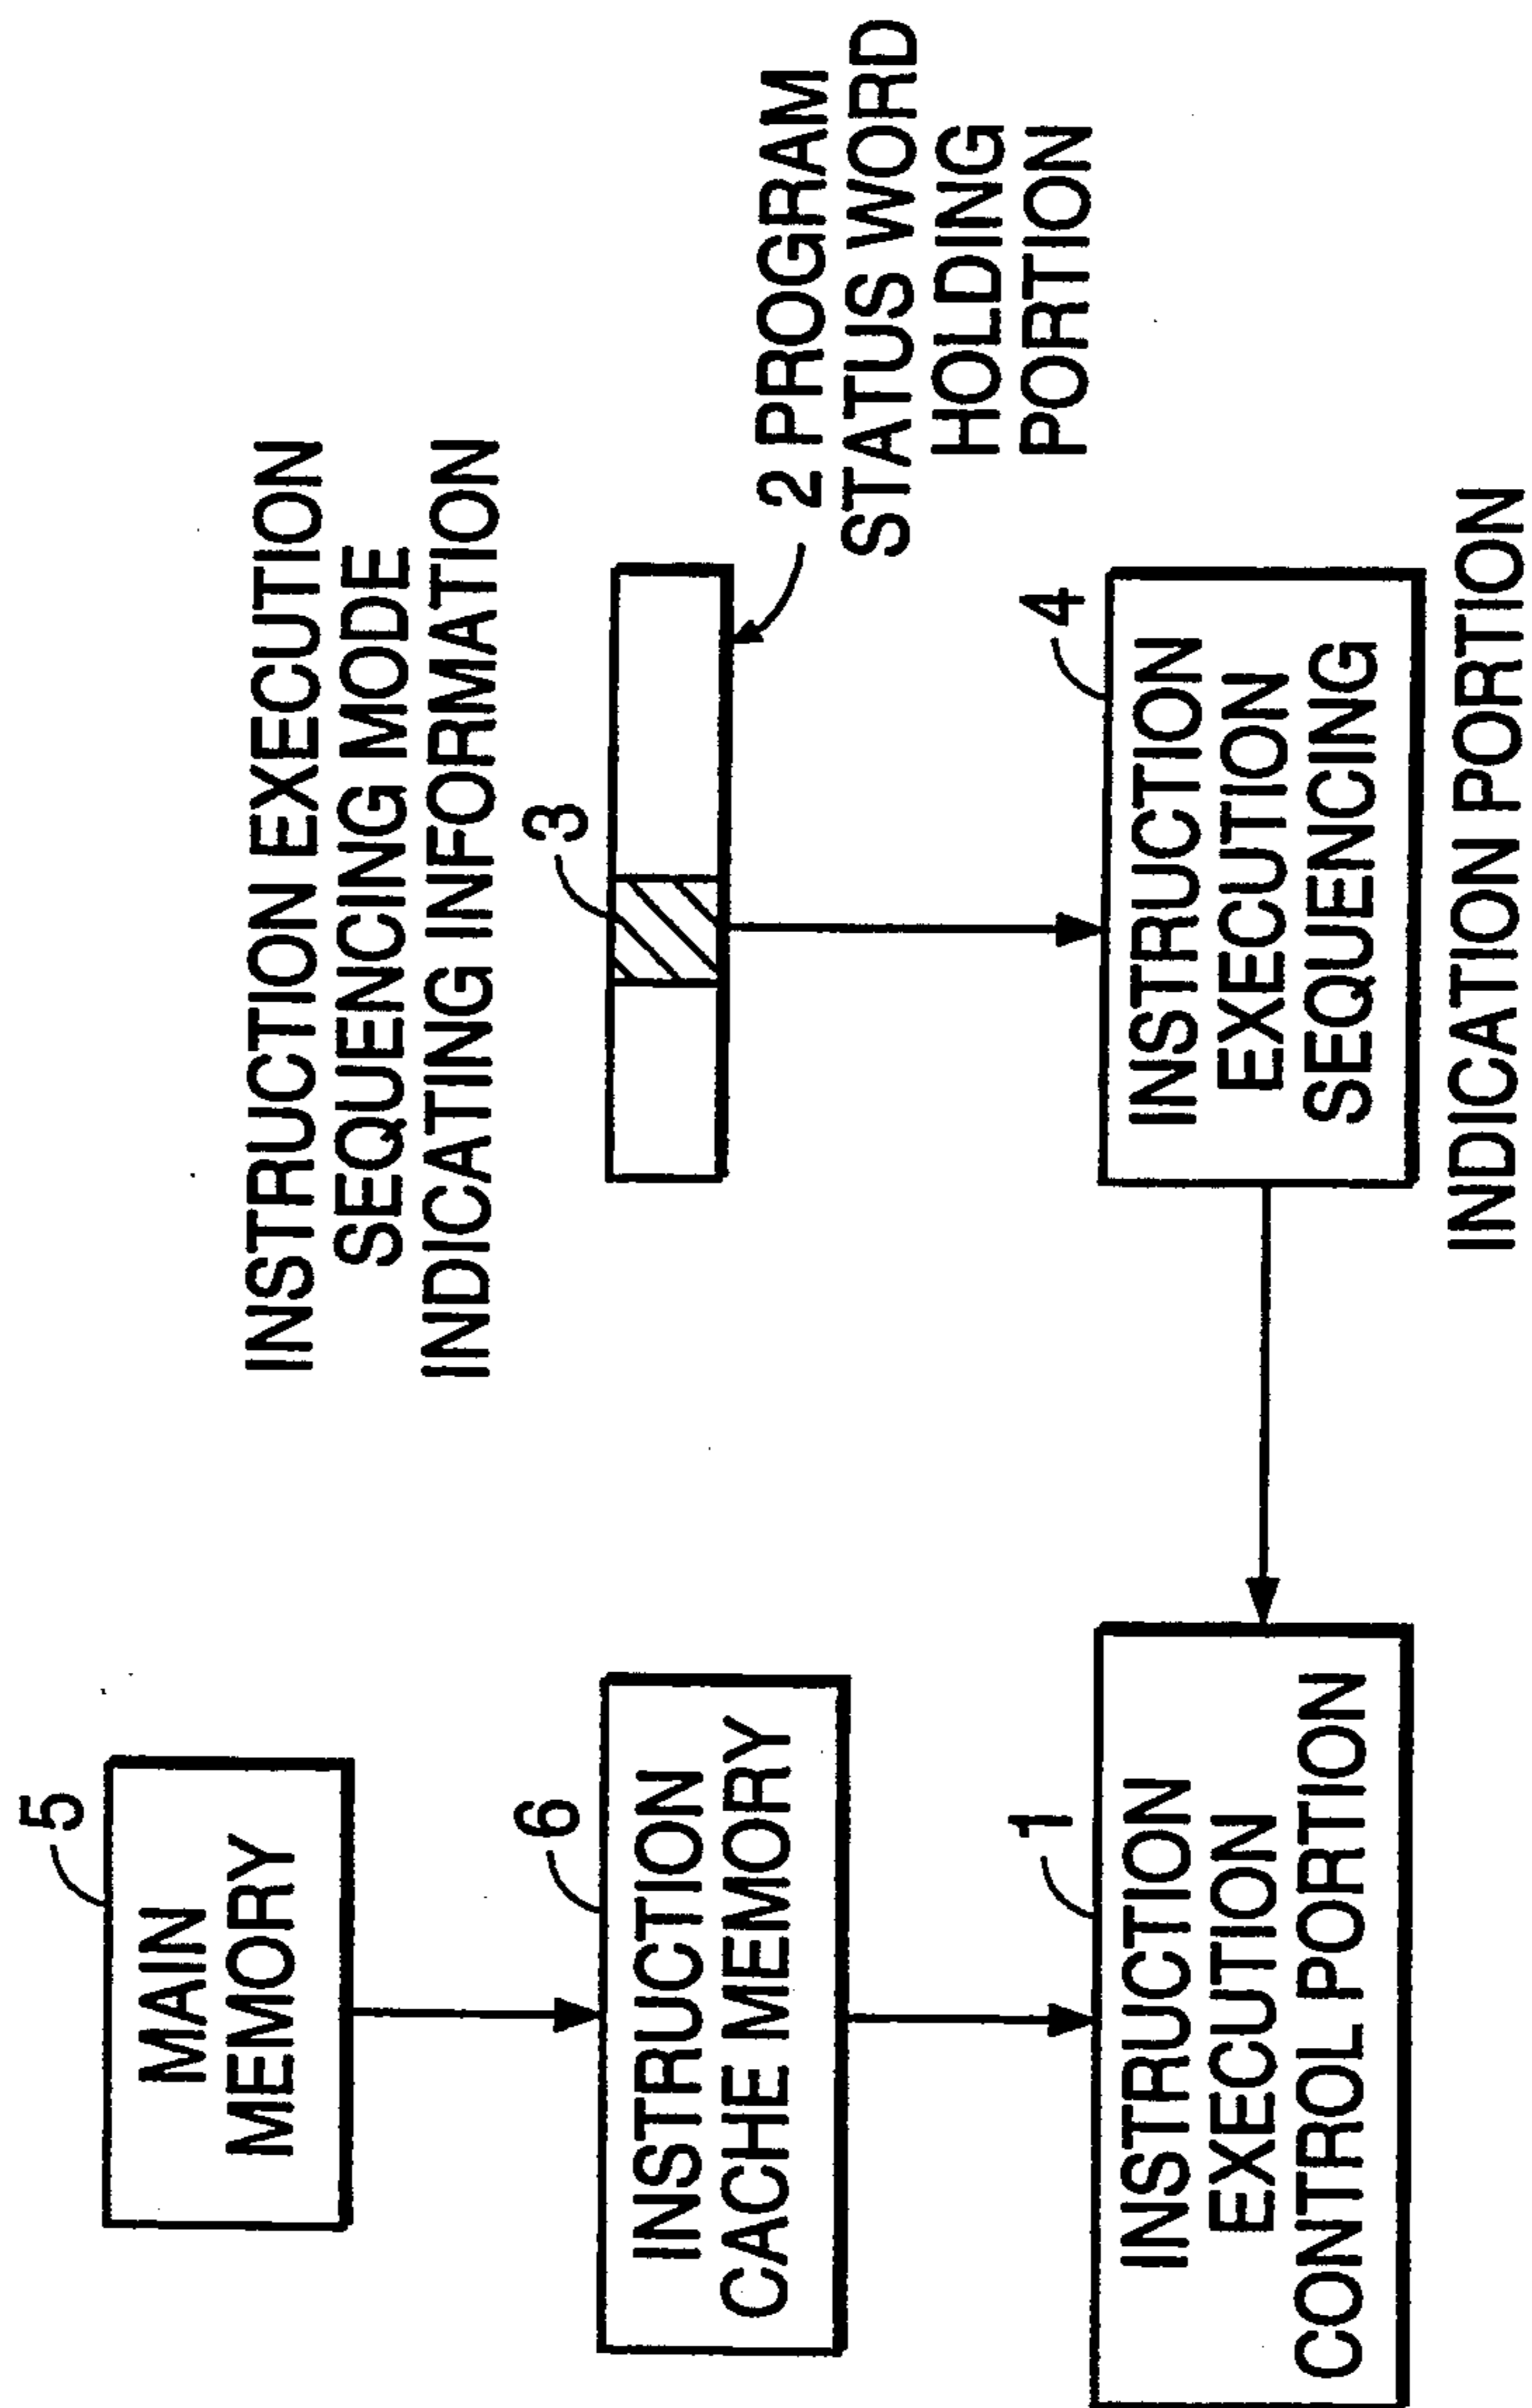 5
MAIN
MEMORY
6
INSTRUCTION
CACHE MEMORY
1
INSTRUCTION
EXECUTION
CONTROL PORTION
INSTRUCTION EXECUTION
SEQUENCING MODE
INDICATING INFORMATION
3
2 PROGRAM
STATUS WORD
HOLDING
PORTION
4
INSTRUCTION
EXECUTION
SEQUENCING
INDICATION PORTION